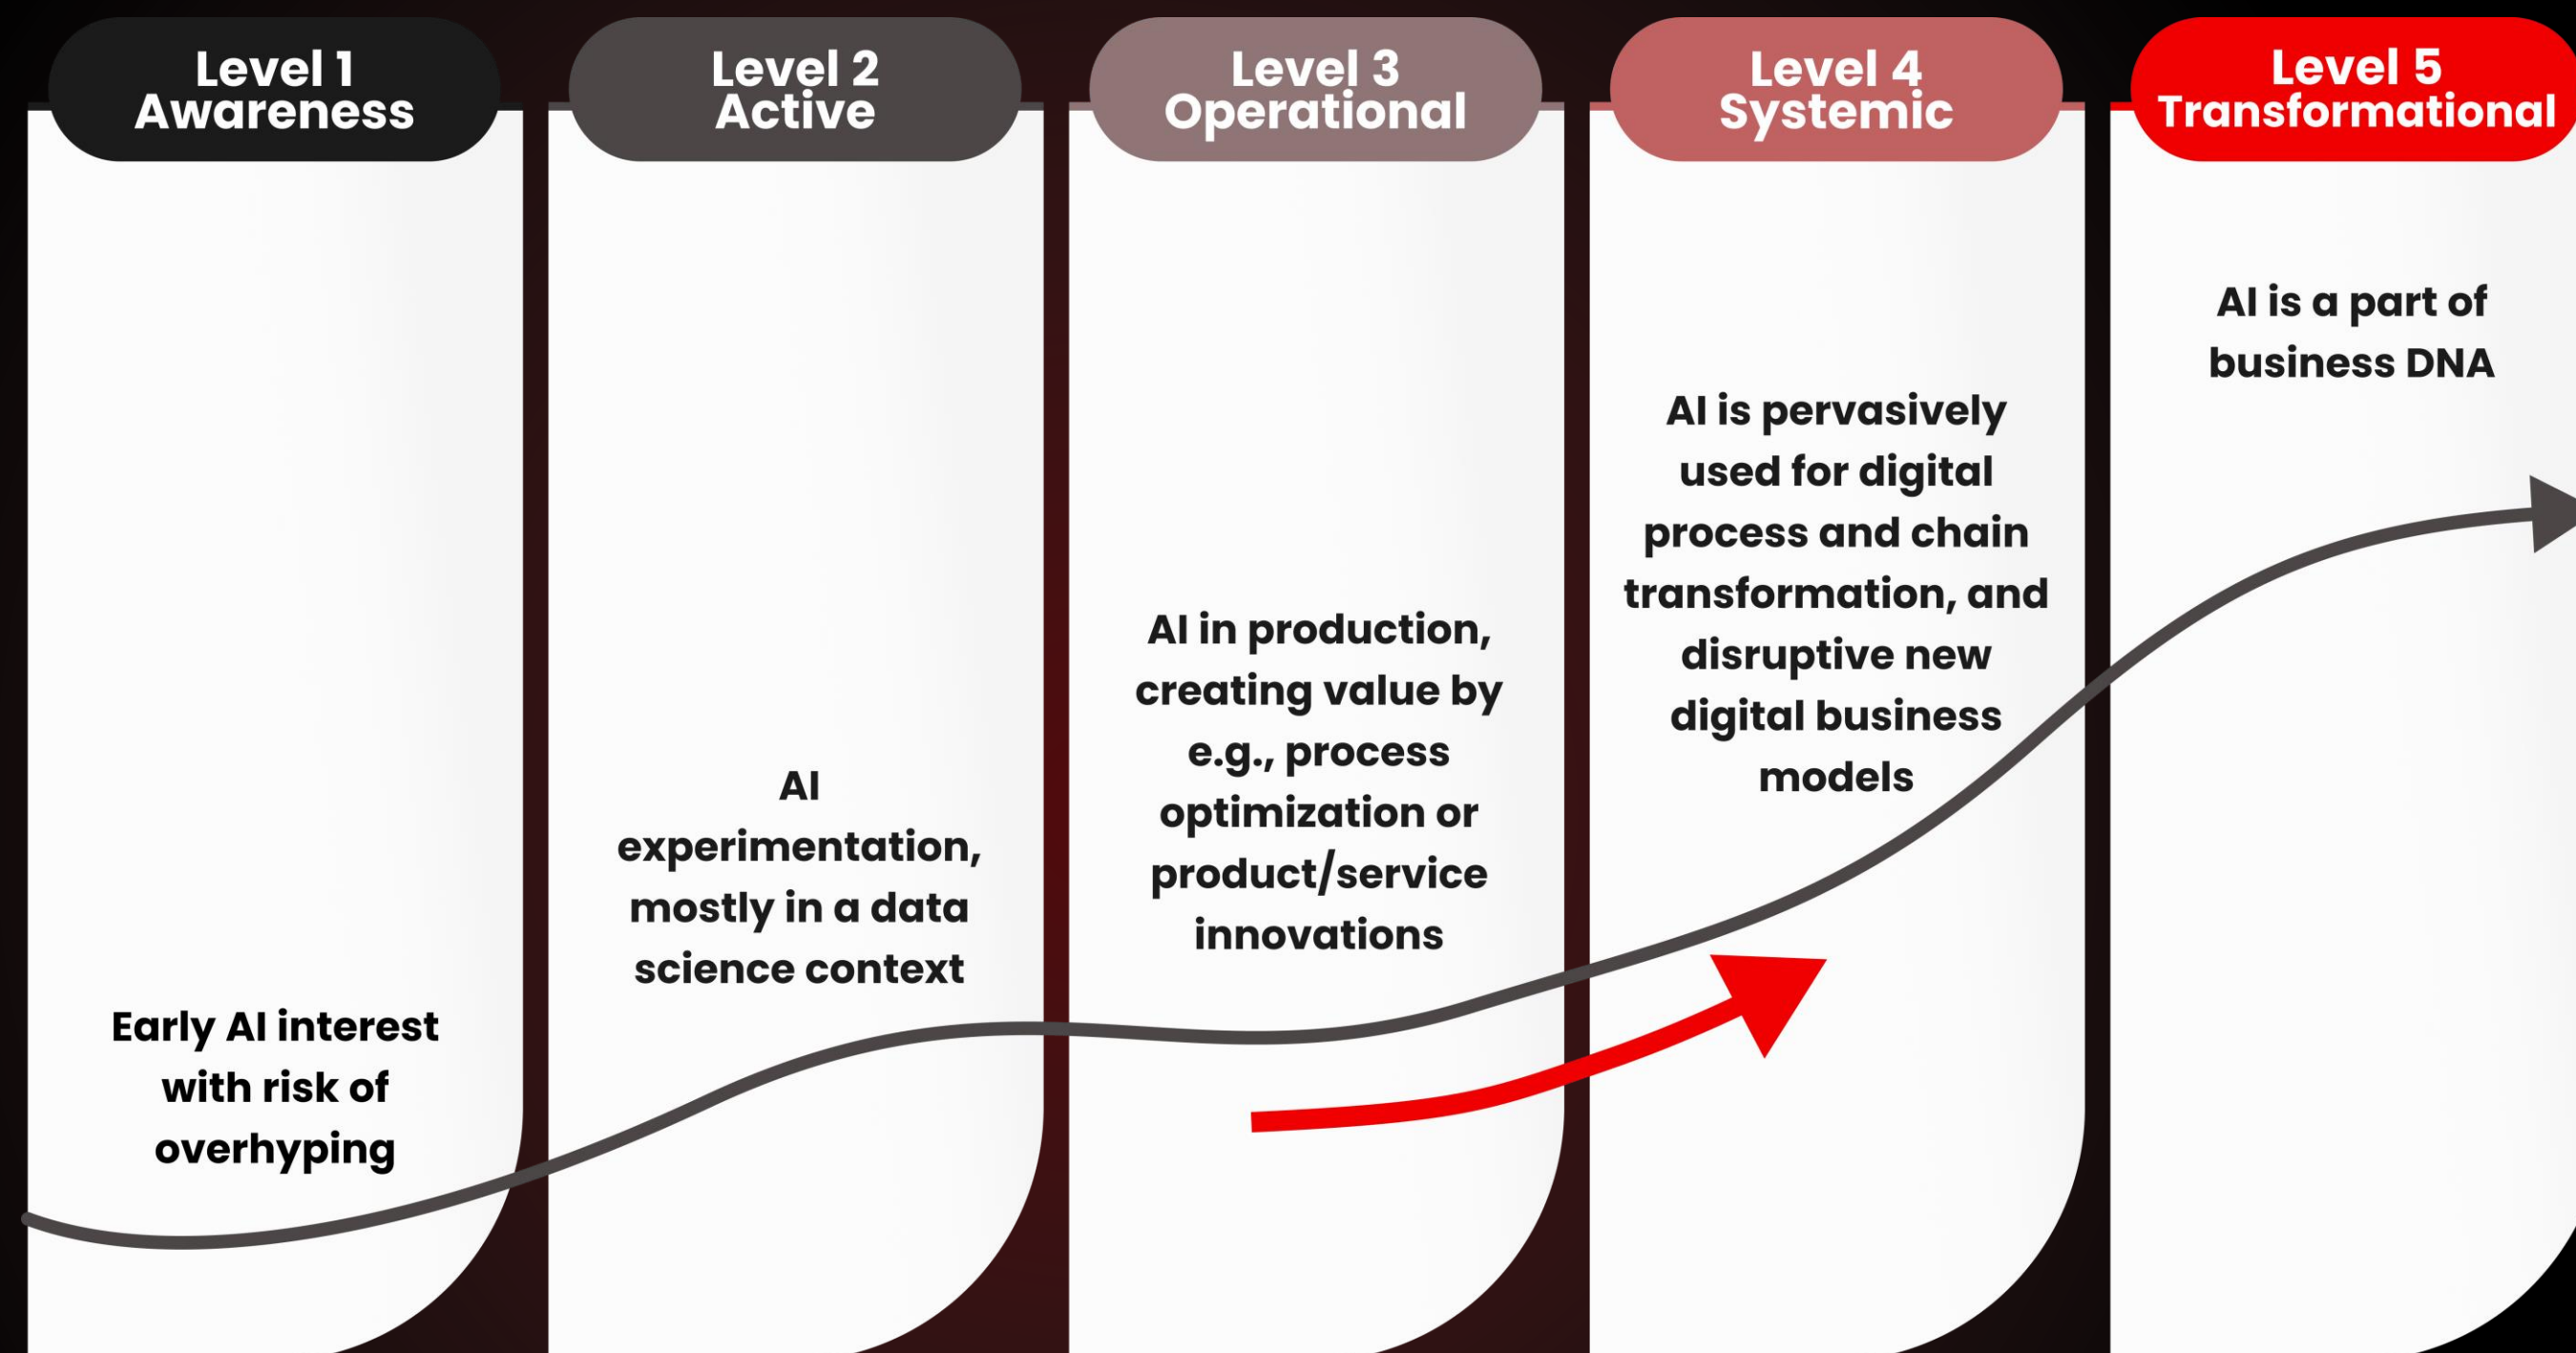 Level 1
Awareness
Early AI interest
with risk of
overhyping
Level 2
Active
AI
experimentation,
mostly in a data
science context
Level 3
Operational
AI in production,
creating value by
e.g., process
optimization or
product/service
innovations
Level 4
Systemic
AI is pervasively
used for digital
process and chain
transformation, and
disruptive new
digital business
models
Level 5
Transformational
AI is a part of
business DNA